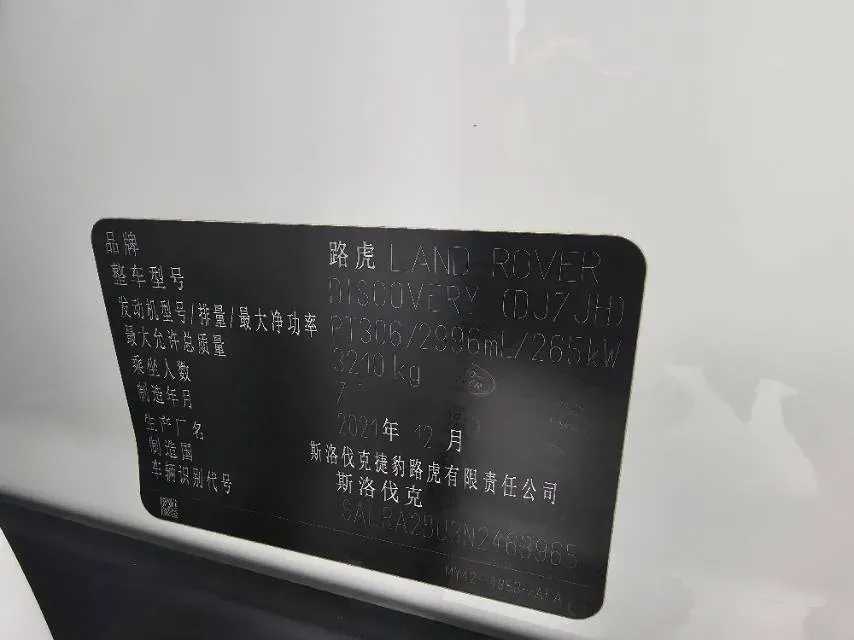 品牌 路虎 LAND ROVER
整车型号 DISCOVERY (DJ7JH)
发动机型号/排量/最大净功率 PT306/2996mL/265kW
最大允许总质量 3210kg
乘坐人数 7
制造年月 2021年 12月
生产厂名 斯洛伐克捷豹路虎有限责任公司
制造国 斯洛伐克
车辆识别代号